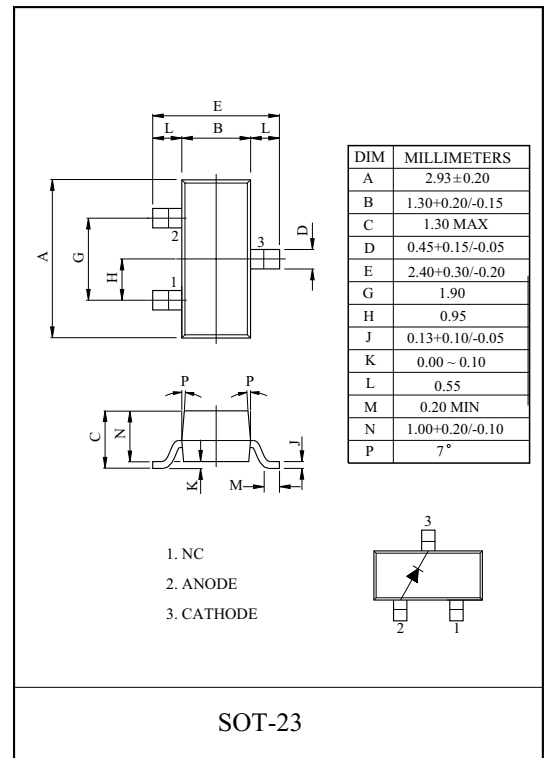 E
L B L
A
G
H
2
1
3
D
DIM MILLIMETERS
A 2.93±0.20
B 1.30+0.20/-0.15
C 1.30 MAX
D 0.45+0.15/-0.05
E 2.40+0.30/-0.20
G 1.90
H 0.95
J 0.13+0.10/-0.05
K 0.00 ~ 0.10
L 0.55
M 0.20 MIN
N 1.00+0.20/-0.10
P 7°
P P
C
N
K
M
J
1. NC
2. ANODE
3. CATHODE
3
2 1
SOT-23